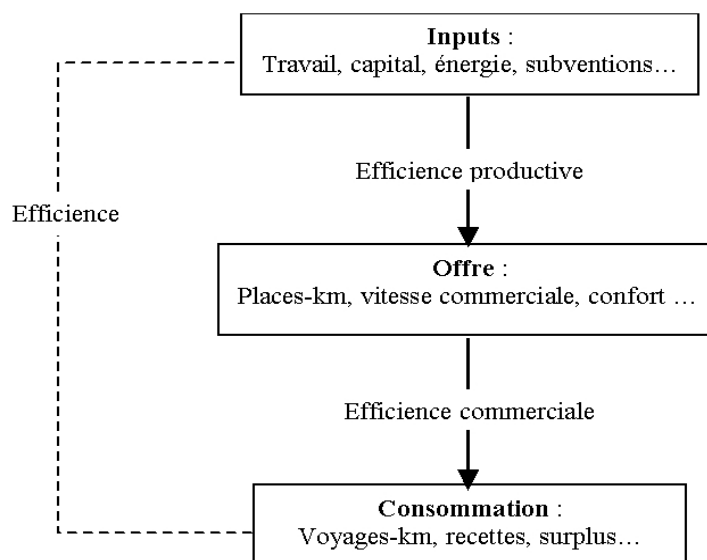 Inputs :
Travail, capital, énergie, subventions…
Efficience productive
Efficience
Offre :
Places-km, vitesse commerciale, confort …
Efficience commerciale
Consommation :
Voyages-km, recettes, surplus…